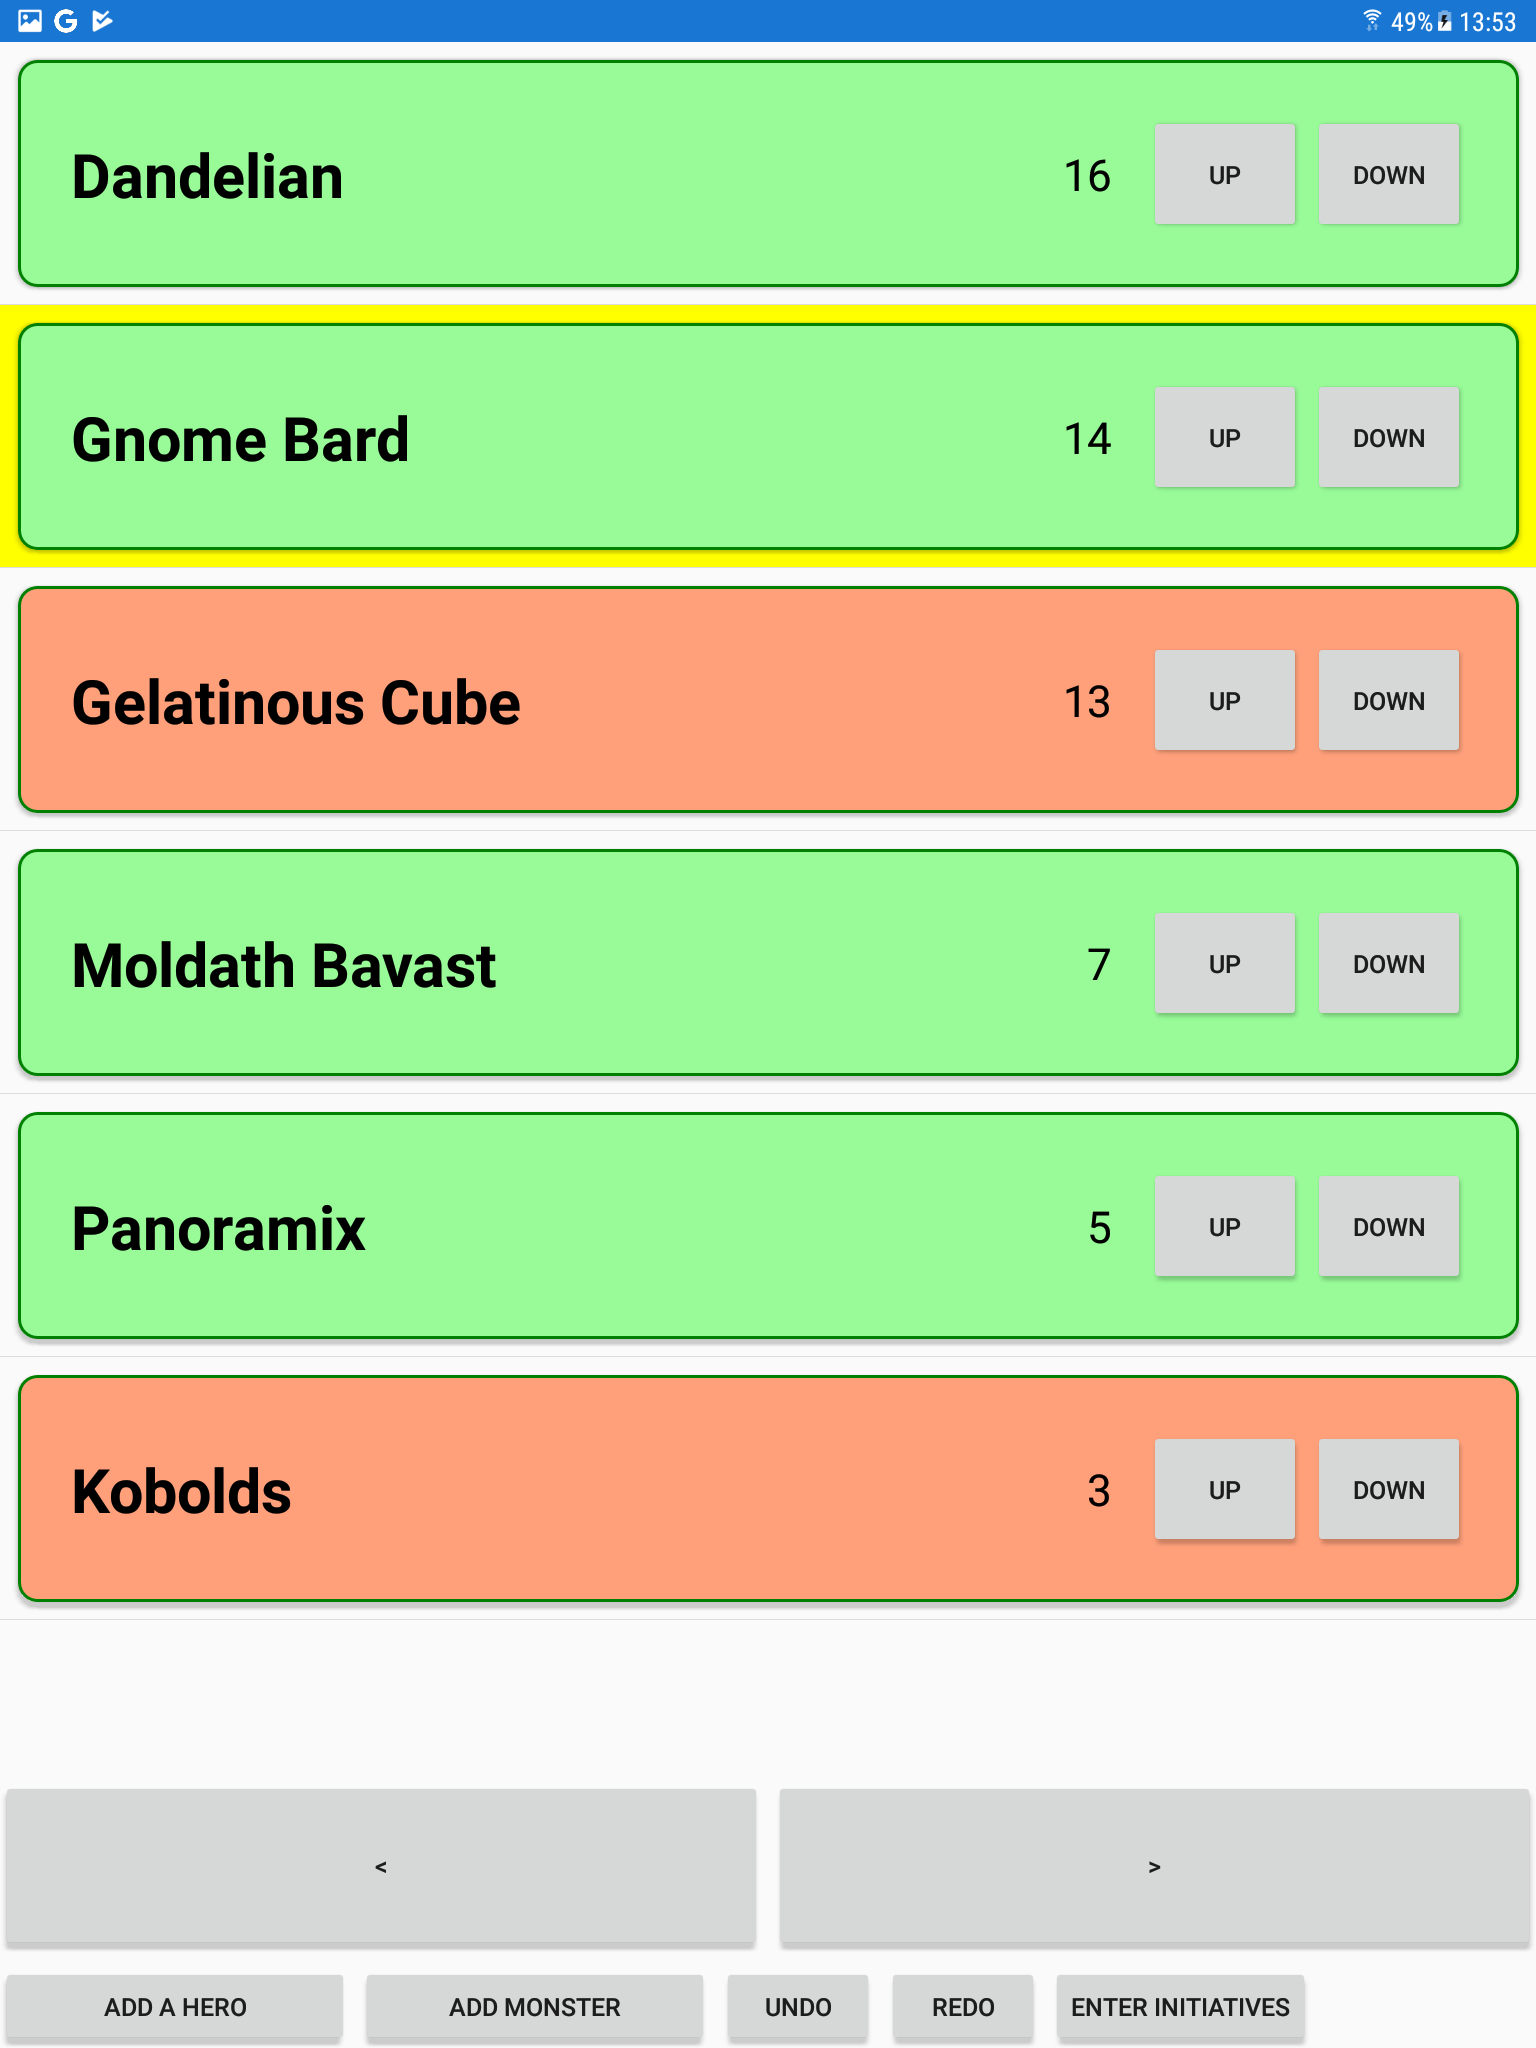 49% 13:53
Dandelian 16 UP DOWN
Gnome Bard 14 UP DOWN
Gelatinous Cube 13 UP DOWN
Moldath Bavast 7 UP DOWN
Panoramix 5 UP DOWN
Kobolds 3 UP DOWN
< >
ADD A HERO ADD MONSTER UNDO REDO ENTER INITIATIVES